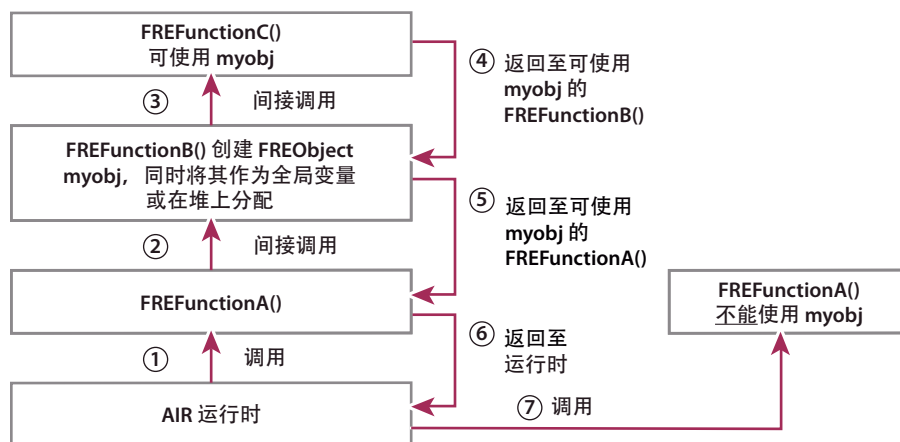 FREFunctionC()
可使用 myobj
④ 返回至可使用
myobj 的
FREFunctionB()
③ 间接调用
FREFunctionB() 创建 FREObject
myobj，同时将其作为全局变量
或在堆上分配
⑤ 返回至可使用
myobj 的
FREFunctionA()
② 间接调用
FREFunctionA()
FREFunctionA()
不能使用 myobj
⑥ 返回至
运行时
① 调用
AIR 运行时
⑦ 调用